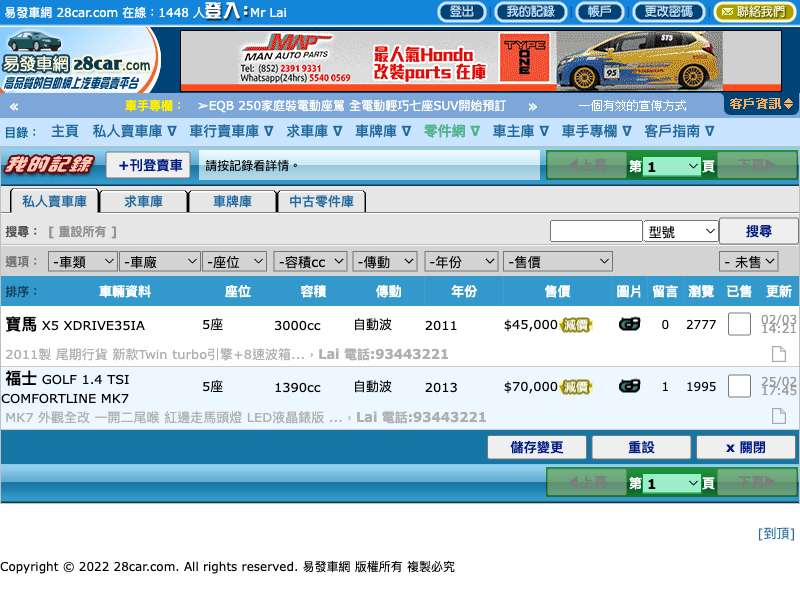 易發車網 28car.com 在線：1448 人登入：Mr Lai
登出 我的記錄 帳戶 更改密碼 聯絡我們
易發車網 28car.com
高品質的自助網上汽車買賣平台
MAP
MAN AUTO PARTS
Tel: (852) 2391 9331
Whatsapp(24hrs) 5540 0569
最人氣Honda
改裝parts 在庫
TYPE ONE
95
« 車手專欄： ➢EQB 250家庭裝電動座駕 全電動輕巧七座SUV開始預訂 » 一個有效的宣傳方式 客戶資訊
目錄： 主頁 私人賣車庫 ∇ 車行賣車庫 ∇ 求車庫 ∇ 車牌庫 ∇ 零件網 ∇ 車主庫 ∇ 車手專欄 ∇ 客戶指南 ∇
我的記錄 +刊登賣車 請按記錄看詳情。 ◀上頁 第 1 頁 下頁▶
私人賣車庫 求車庫 車牌庫 中古零件庫
搜尋： [ 重設所有 ] 型號 搜尋
選項： -車類 -車廠 -座位 -容積cc -傳動 -年份 -售價 - 未售
排序： 車輛資料 座位 容積 傳動 年份 售價 圖片 留言 瀏覽 已售 更新
寶馬 X5 XDRIVE35IA 5座 3000cc 自動波 2011 $45,000 減價 0 2777 02/03 14:21
2011製 尾期行貨 新款Twin turbo引擎+8速波箱...，Lai 電話:93443221
福士 GOLF 1.4 TSI COMFORTLINE MK7 5座 1390cc 自動波 2013 $70,000 減價 1 1995 25/02 17:45
MK7 外觀全改 一開二尾喉 紅邊走馬頭燈 LED液晶錶版 ...，Lai 電話:93443221
儲存變更 重設 x 關閉
◀上頁 第 1 頁 下頁▶
[到頂]
Copyright © 2022 28car.com. All rights reserved. 易發車網 版權所有 複製必究